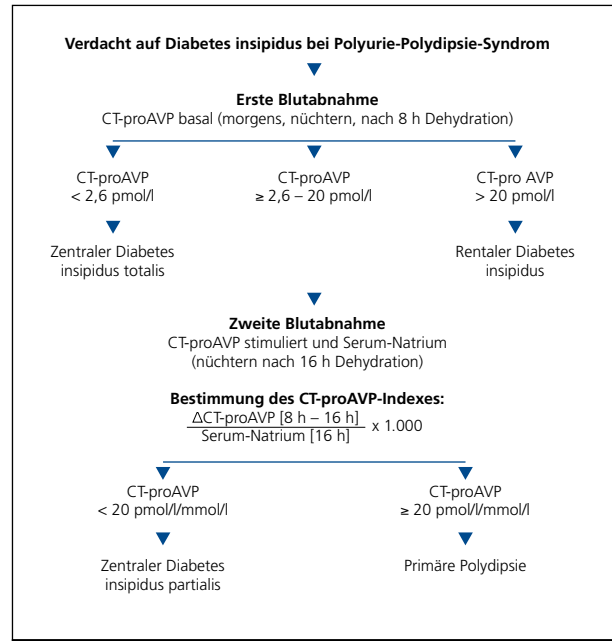 Verdacht auf Diabetes insipidus bei Polyurie-Polydipsie-Syndrom
Erste Blutabnahme
CT-proAVP basal (morgens, nüchtern, nach 8 h Dehydration)
CT-proAVP
< 2,6 pmol/l
CT-proAVP
≥ 2,6 – 20 pmol/l
CT-pro AVP
> 20 pmol/l
Zentraler Diabetes
insipidus totalis
Rentaler Diabetes
insipidus
Zweite Blutabnahme
CT-proAVP stimuliert und Serum-Natrium
(nüchtern nach 16 h Dehydration)
Bestimmung des CT-proAVP-Indexes:
ΔCT-proAVP [8 h – 16 h]
Serum-Natrium [16 h]
x 1.000
CT-proAVP
< 20 pmol/l/mmol/l
CT-proAVP
≥ 20 pmol/l/mmol/l
Zentraler Diabetes
insipidus partialis
Primäre Polydipsie